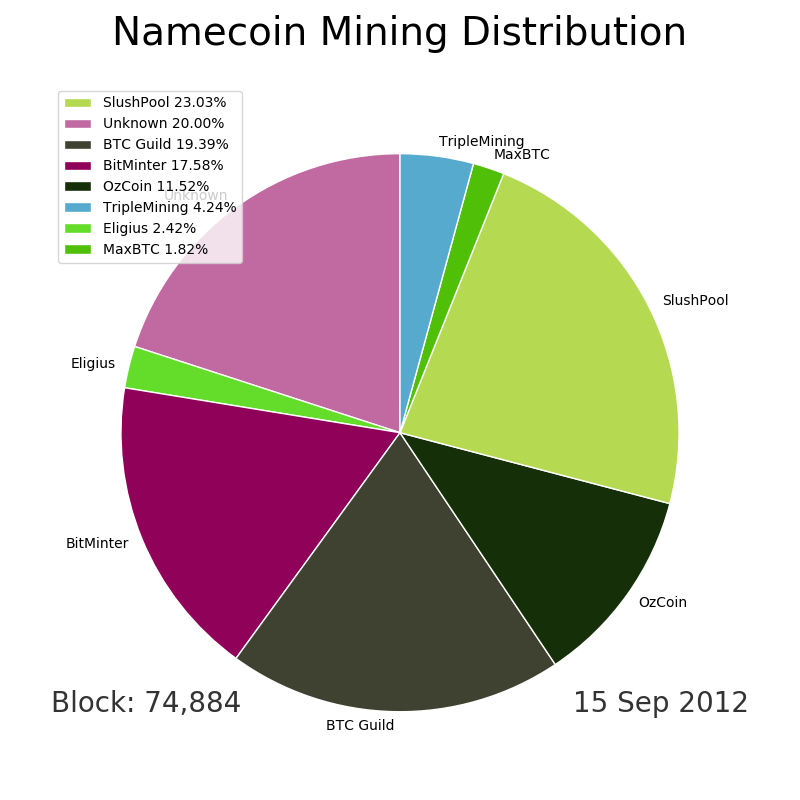 Namecoin Mining Distribution
SlushPool 23.03%
Unknown 20.00%
BTC Guild 19.39%
BitMinter 17.58%
OzCoin 11.52%
TripleMining 4.24%
Eligius 2.42%
MaxBTC 1.82%
TripleMining
MaxBTC
Unknown
SlushPool
Eligius
BitMinter
OzCoin
Block: 74,884
15 Sep 2012
BTC Guild